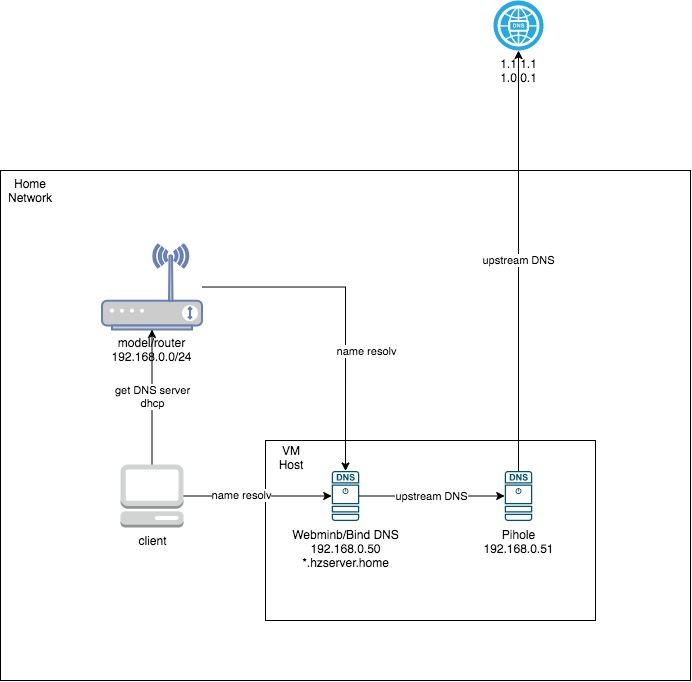 DNS
1.1.1.1
1.0.0.1
Home
Network
upstream DNS
name resolv
model/router
192.168.0.0/24
get DNS server
dhcp
VM
Host
DNS
DNS
name resolv
upstream DNS
client
Webminb/Bind DNS
192.168.0.50
*.hzserver.home
Pihole
192.168.0.51